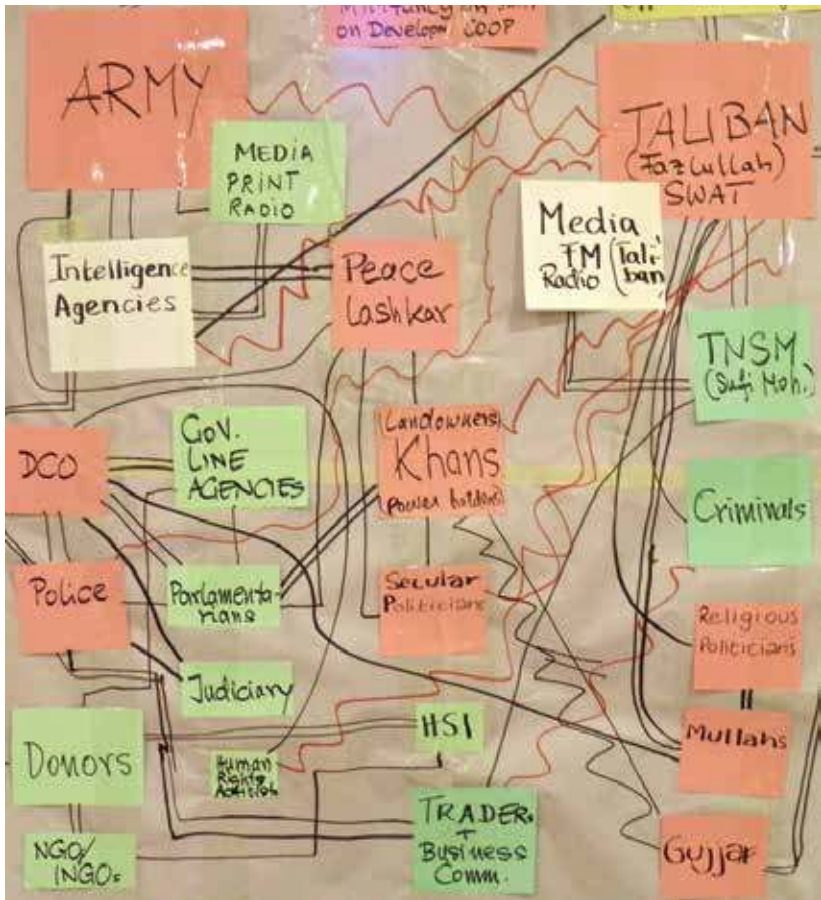 on Develop COOP
ARMY
TALIBAN
(Fazlullah)
SWAT
MEDIA
PRINT
RADIO
Media
FM (Tali-
Radio ban)
Intelligence
Agencies
Peace
Lashkar
TNSM
(Sufi Moh.)
DCO
GOV.
LINE
AGENCIES
(Landowners)
Khans
(Power holders)
Criminals
Police
Parlamenta-
rians
Secular
Politicians
Religious
Politicians
Judiciary
Mullahs
Donors
HSI
Human
Rights
TRADERs
+
Business
Comm.
Gujjar
NGO/
INGOs